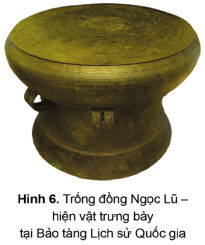 Hình 6. Trống đồng Ngọc Lũ –
hiện vật trưng bày
tại Bảo tàng Lịch sử Quốc gia